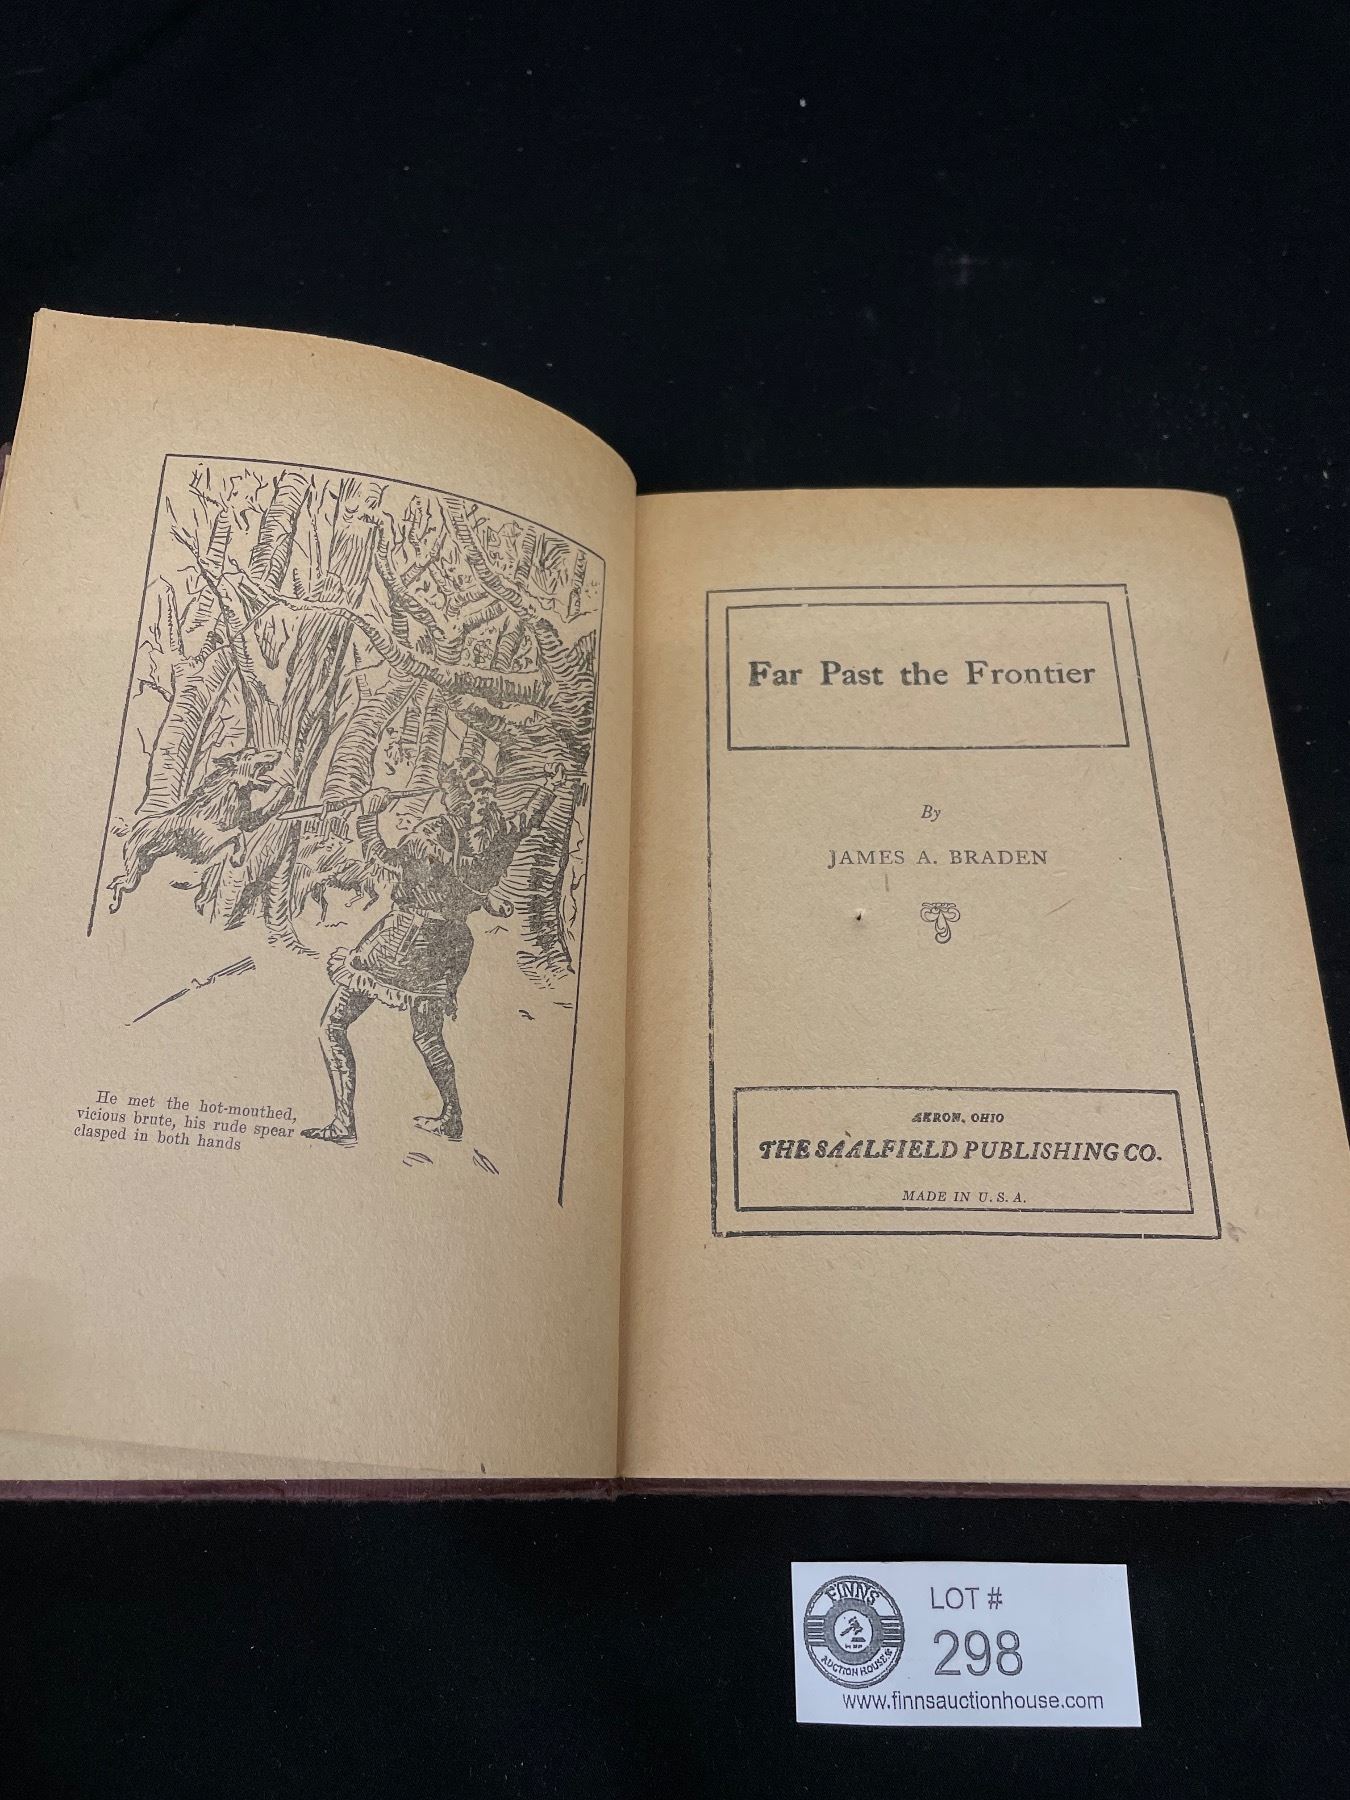 He met the hot-mouthed,
vicious brute, his rude spear
clasped in both hands
Far Past the Frontier
By
JAMES A. BRADEN
AKRON, OHIO
THE SAALFIELD PUBLISHING CO.
MADE IN U.S.A.
FINNS
AUCTION HOUSE
LOT #
298
www.finnsauctionhouse.com